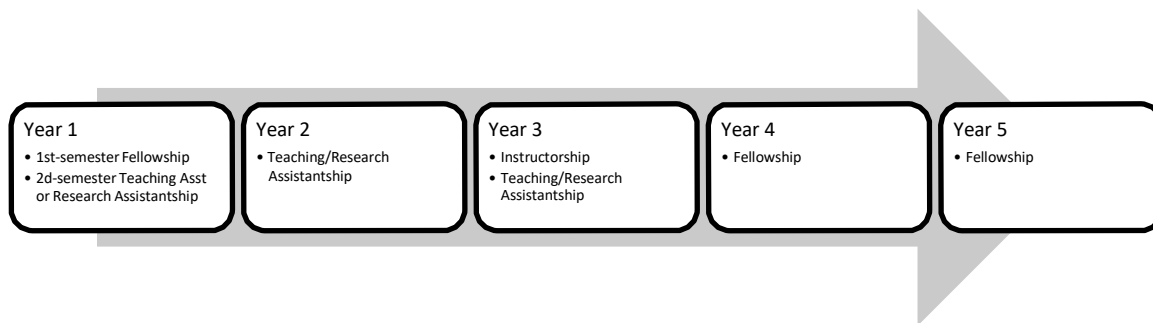 Year 1
• 1st-semester Fellowship
• 2d-semester Teaching Asst
or Research Assistantship
Year 2
• Teaching/Research
Assistantship
Year 3
• Instructorship
• Teaching/Research
Assistantship
Year 4
• Fellowship
Year 5
• Fellowship